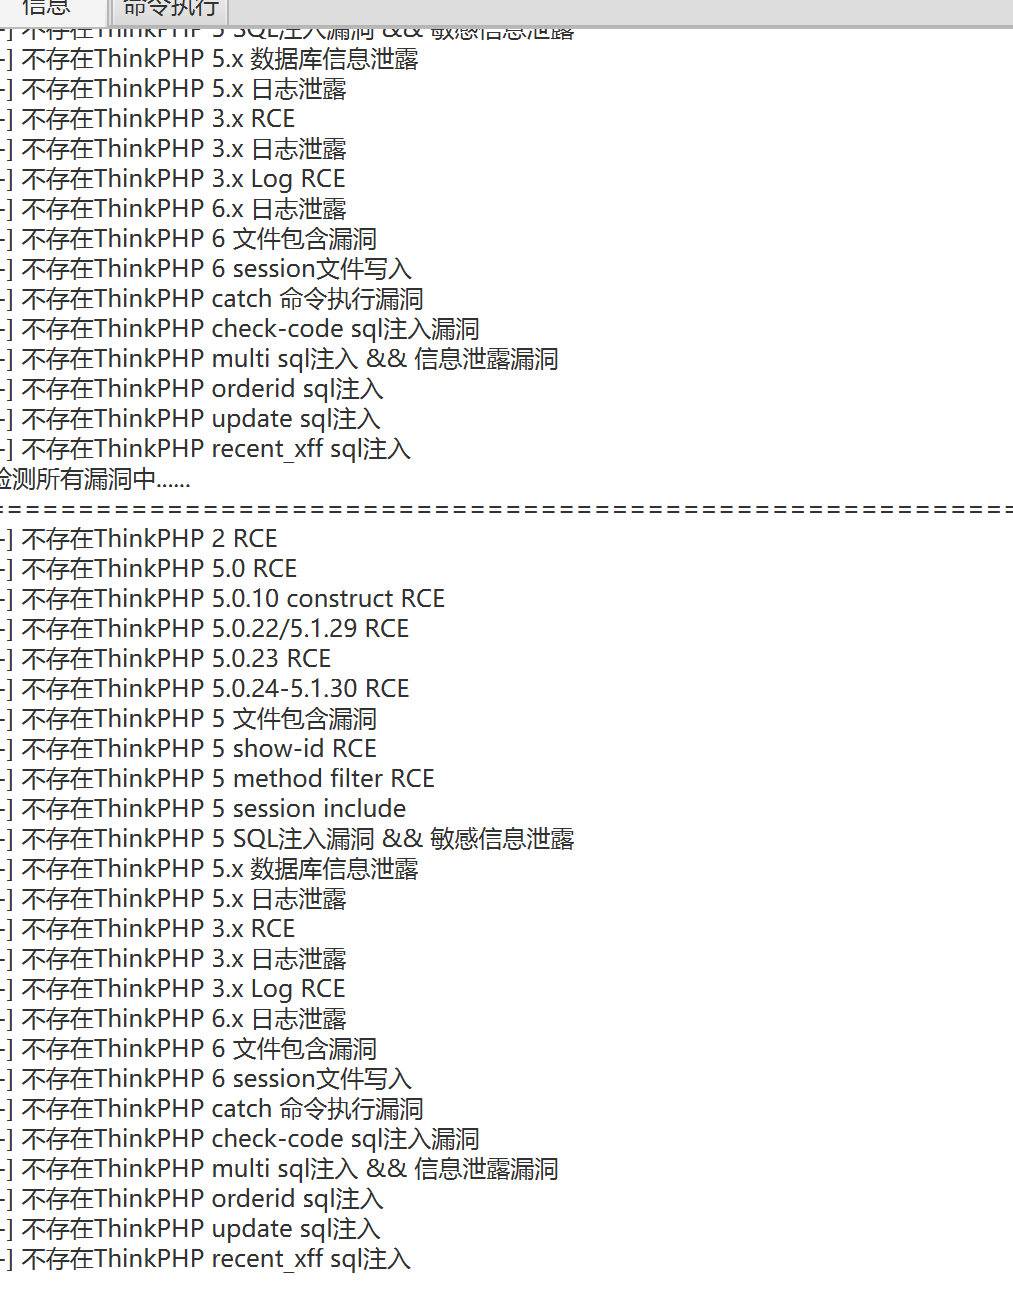 信息 命令执行
-] 不存在ThinkPHP 5 SQL注入漏洞 && 敏感信息泄露
-] 不存在ThinkPHP 5.x 数据库信息泄露
-] 不存在ThinkPHP 5.x 日志泄露
-] 不存在ThinkPHP 3.x RCE
-] 不存在ThinkPHP 3.x 日志泄露
-] 不存在ThinkPHP 3.x Log RCE
-] 不存在ThinkPHP 6.x 日志泄露
-] 不存在ThinkPHP 6 文件包含漏洞
-] 不存在ThinkPHP 6 session文件写入
-] 不存在ThinkPHP catch 命令执行漏洞
-] 不存在ThinkPHP check-code sql注入漏洞
-] 不存在ThinkPHP multi sql注入 && 信息泄露漏洞
-] 不存在ThinkPHP orderid sql注入
-] 不存在ThinkPHP update sql注入
-] 不存在ThinkPHP recent_xff sql注入
检测所有漏洞中......
=========================================================
-] 不存在ThinkPHP 2 RCE
-] 不存在ThinkPHP 5.0 RCE
-] 不存在ThinkPHP 5.0.10 construct RCE
-] 不存在ThinkPHP 5.0.22/5.1.29 RCE
-] 不存在ThinkPHP 5.0.23 RCE
-] 不存在ThinkPHP 5.0.24-5.1.30 RCE
-] 不存在ThinkPHP 5 文件包含漏洞
-] 不存在ThinkPHP 5 show-id RCE
-] 不存在ThinkPHP 5 method filter RCE
-] 不存在ThinkPHP 5 session include
-] 不存在ThinkPHP 5 SQL注入漏洞 && 敏感信息泄露
-] 不存在ThinkPHP 5.x 数据库信息泄露
-] 不存在ThinkPHP 5.x 日志泄露
-] 不存在ThinkPHP 3.x RCE
-] 不存在ThinkPHP 3.x 日志泄露
-] 不存在ThinkPHP 3.x Log RCE
-] 不存在ThinkPHP 6.x 日志泄露
-] 不存在ThinkPHP 6 文件包含漏洞
-] 不存在ThinkPHP 6 session文件写入
-] 不存在ThinkPHP catch 命令执行漏洞
-] 不存在ThinkPHP check-code sql注入漏洞
-] 不存在ThinkPHP multi sql注入 && 信息泄露漏洞
-] 不存在ThinkPHP orderid sql注入
-] 不存在ThinkPHP update sql注入
-] 不存在ThinkPHP recent_xff sql注入